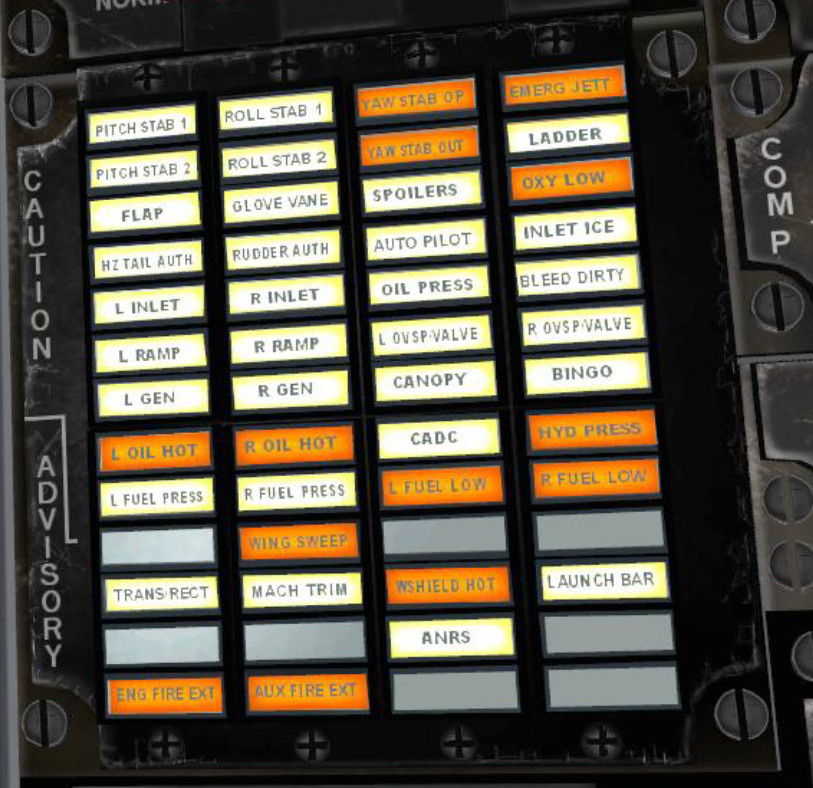 NORM
CAUTION
ADVISORY
COMP
PITCH STAB 1
ROLL STAB 1
YAW STAB OP
EMERG JETT
PITCH STAB 2
ROLL STAB 2
YAW STAB OUT
LADDER
FLAP
GLOVE VANE
SPOILERS
OXY LOW
HZ TAIL AUTH
RUDDER AUTH
AUTO PILOT
INLET ICE
L INLET
R INLET
OIL PRESS
BLEED DIRTY
L RAMP
R RAMP
L OVSP/VALVE
R OVSP/VALVE
L GEN
R GEN
CANOPY
BINGO
L OIL HOT
R OIL HOT
CADC
HYD PRESS
L FUEL PRESS
R FUEL PRESS
L FUEL LOW
R FUEL LOW
WING SWEEP
TRANS/RECT
MACH TRIM
WSHIELD HOT
LAUNCH BAR
ANRS
ENG FIRE EXT
AUX FIRE EXT